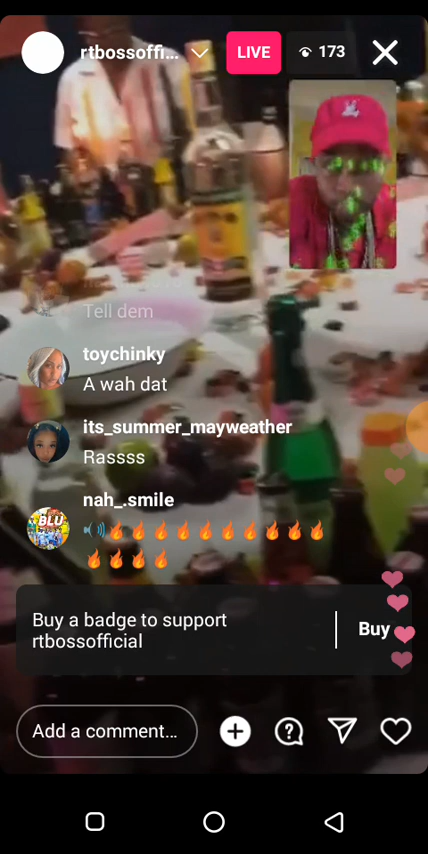 rtbossoffi...
LIVE
173
Tell dem
toychinky
A wah dat
its_summer_mayweather
Rassss
nah_.smile
BLU
Buy a badge to support
rtbossofficial
Buy
Add a comment...